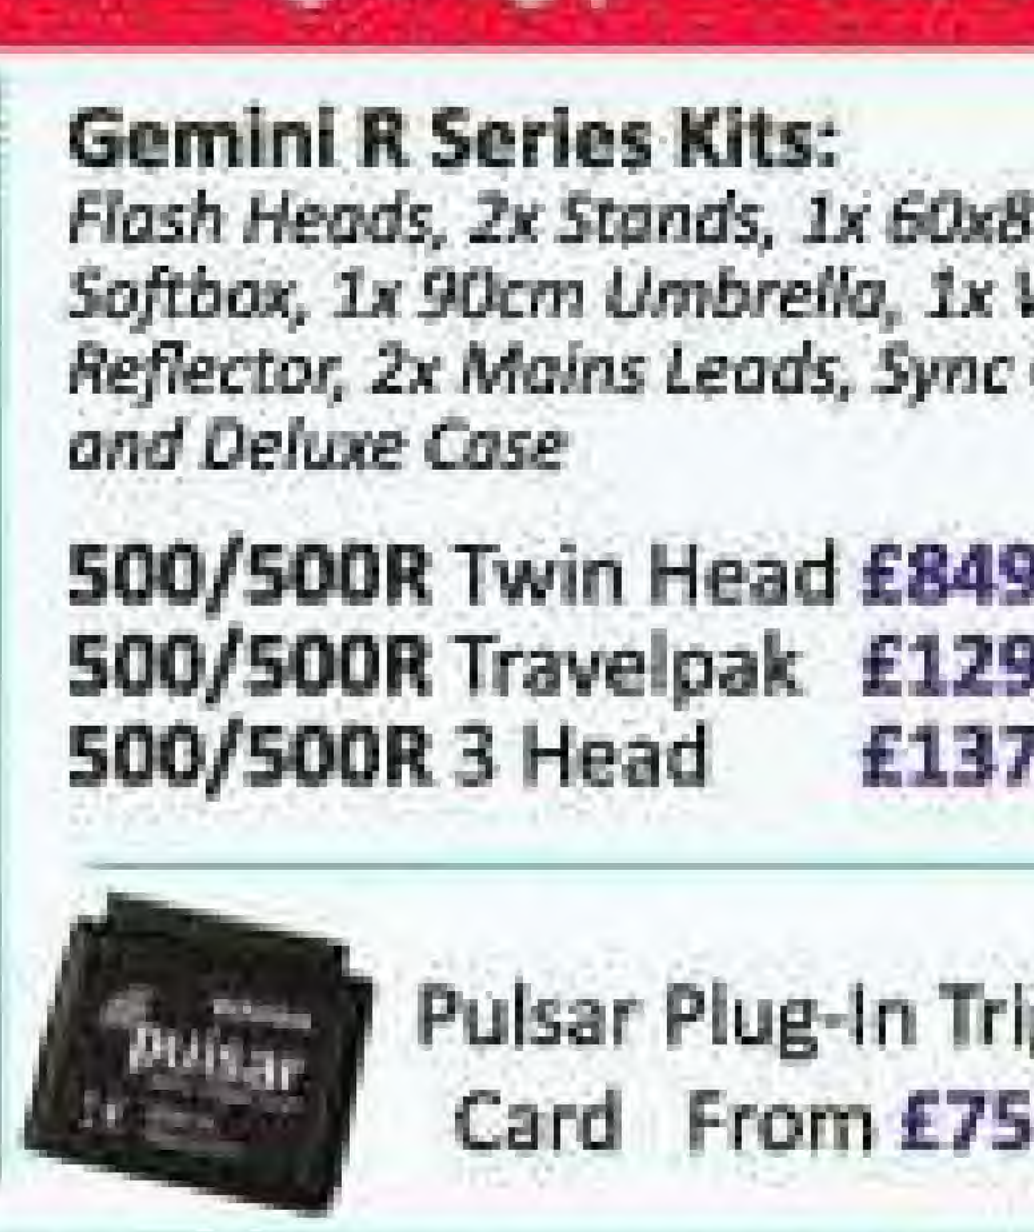 Gemini R Series Kits:
Flash Heads, 2x Stands, 1x 60x8
Softbox, 1x 90cm Umbrella, 1x
Reflector, 2x Mains Leads, Sync
and Deluxe Case
500/500R Twin Head £849
500/500R Travelpak £129
500/500R 3 Head £137
Pulsar Plug-In Tri
Card From £75
pulsar